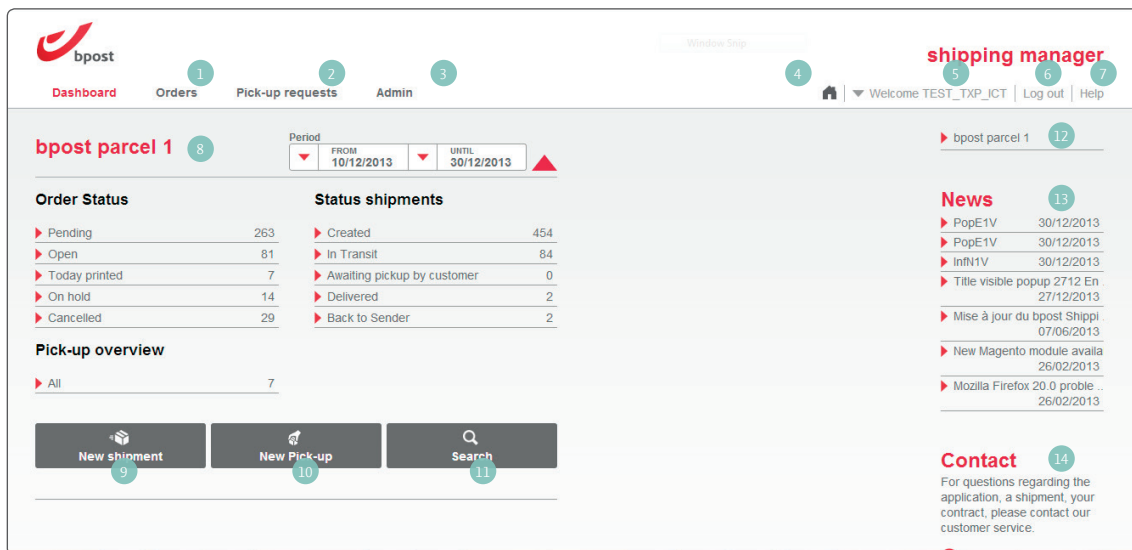 bpost
Window Snip
shipping manager
1 2 3 4 5 6 7
Dashboard Orders Pick-up requests Admin Welcome TEST_TXP_ICT Log out Help
bpost parcel 1 8
Period
FROM 10/12/2013 UNTIL 30/12/2013
Order Status
Pending 263
Open 81
Today printed 7
On hold 14
Cancelled 29
Status shipments
Created 454
In Transit 84
Awaiting pickup by customer 0
Delivered 2
Back to Sender 2
Pick-up overview
All 7
New shipment New Pick-up Search
9 10 11
bpost parcel 1 12
News 13
PopE1V 30/12/2013
PopE1V 30/12/2013
InfN1V 30/12/2013
Title visible popup 2712 En .
27/12/2013
Mise à jour du bpost Shippi .
07/06/2013
New Magento module availa
26/02/2013
Mozilla Firefox 20.0 proble ..
26/02/2013
Contact 14
For questions regarding the
application, a shipment, your
contract, please contact our
customer service.